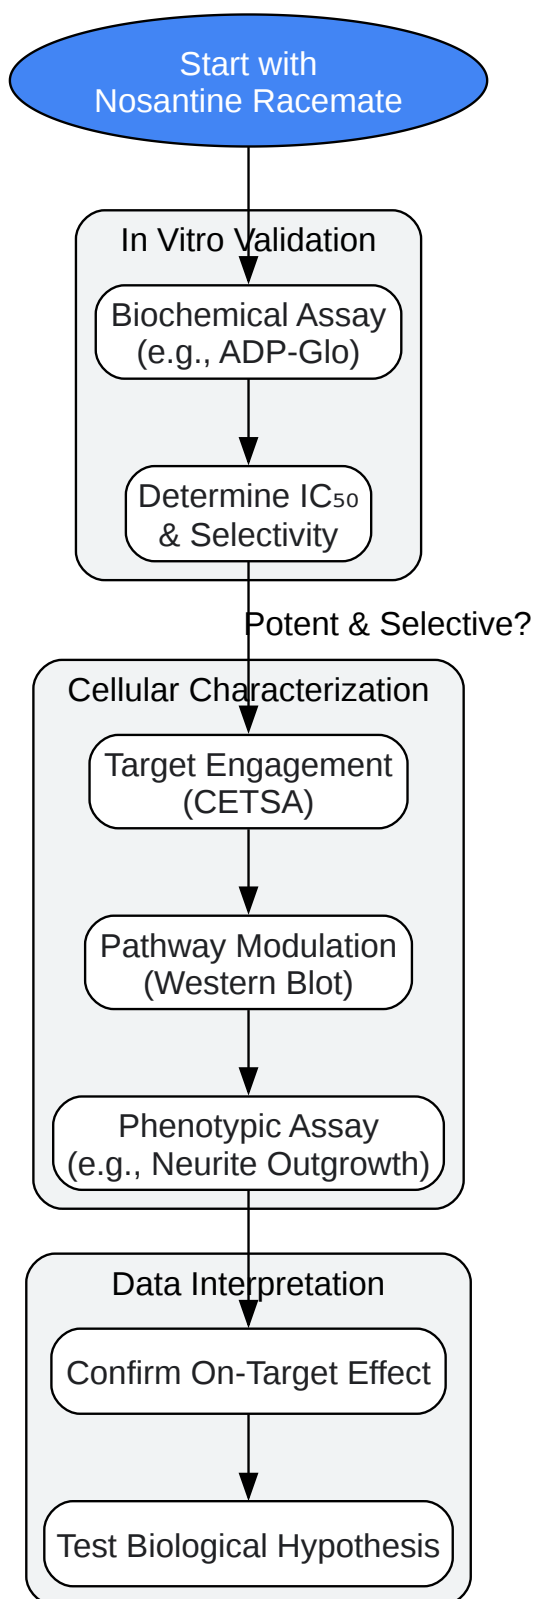 Start with
Nosantine Racemate
In Vitro Validation
Biochemical Assay
(e.g., ADP-Glo)
Determine IC₅₀
& Selectivity
Potent & Selective?
Cellular Characterization
Target Engagement
(CETSA)
Pathway Modulation
(Western Blot)
Phenotypic Assay
(e.g., Neurite Outgrowth)
Data Interpretation
Confirm On-Target Effect
Test Biological Hypothesis